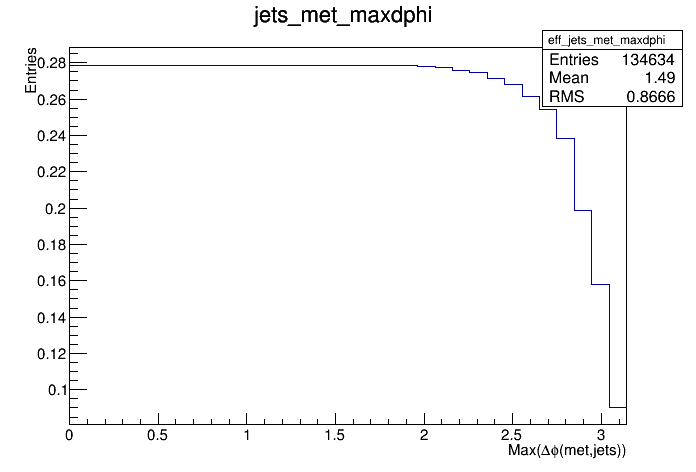 jets_met_maxdphi
eff_jets_met_maxdphi
Entries 134634
Mean 1.49
RMS 0.8666
Entries
0.28
0.26
0.24
0.22
0.2
0.18
0.16
0.14
0.12
0.1
0 0.5 1 1.5 2 2.5 3
Max(Δϕ(met,jets))